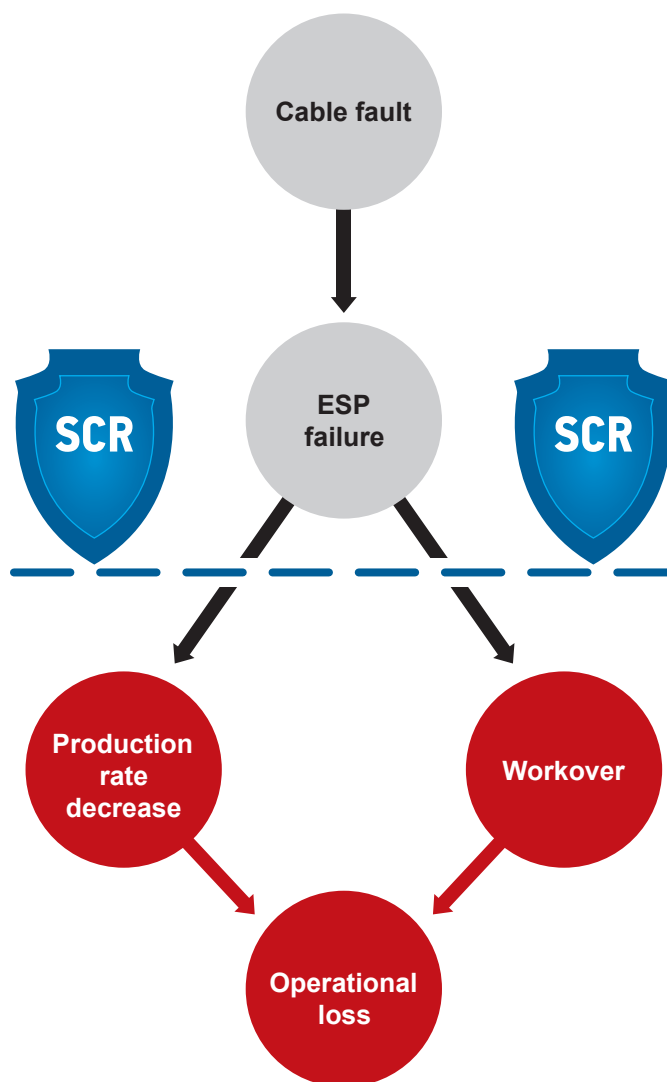 Cable fault
ESP
failure
SCR
SCR
Production
rate
decrease
Workover
Operational
loss